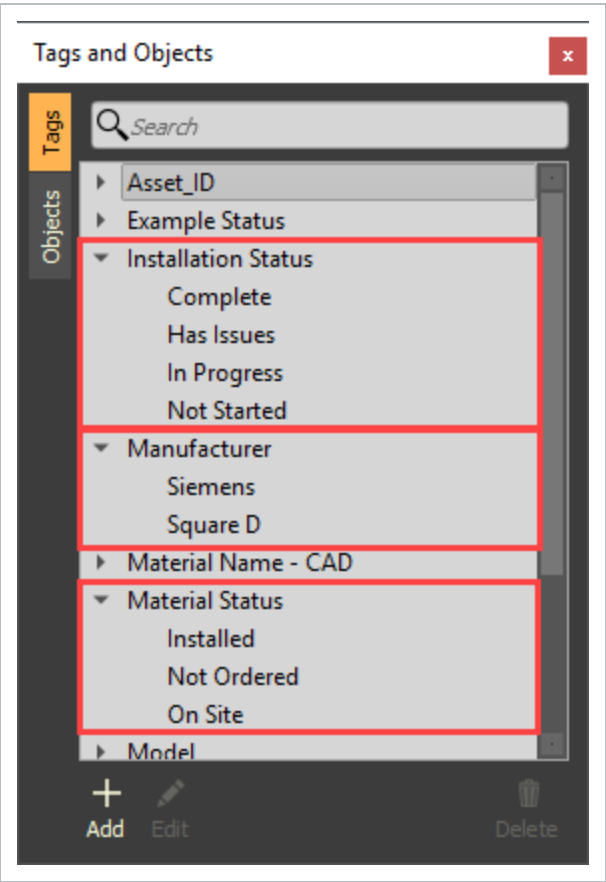 Tags and Objects
x
Tags
Objects
Search
Asset_ID
Example Status
Installation Status
Complete
Has Issues
In Progress
Not Started
Manufacturer
Siemens
Square D
Material Name - CAD
Material Status
Installed
Not Ordered
On Site
Model
Add Edit Delete